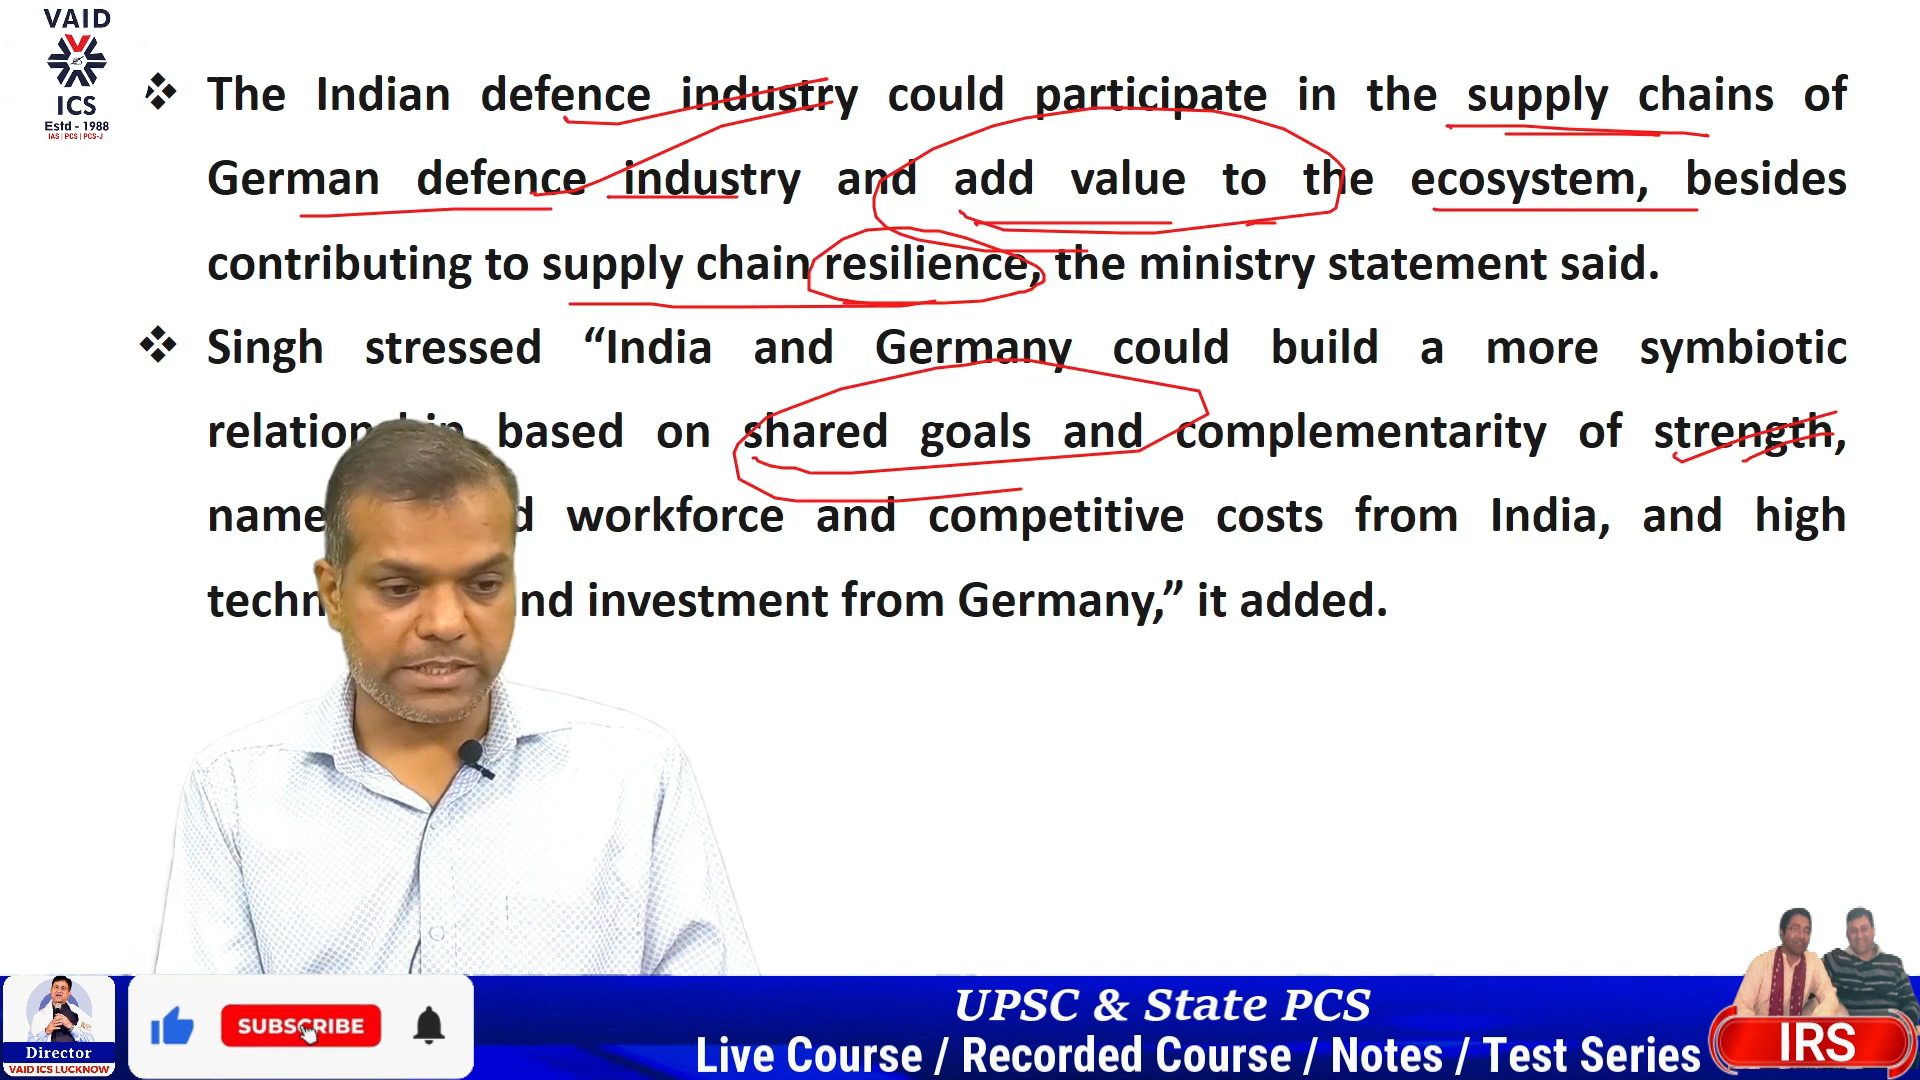 VAID
ICS
Estd - 1988
IAS | PCS | PCS-J
The Indian defence industry could participate in the supply chains of
German defence industry and add value to the ecosystem, besides
contributing to supply chain resilience, the ministry statement said.
Singh stressed “India and Germany could build a more symbiotic
based on shared goals and complementarity of strength,
workforce and competitive costs from India, and high
investment from Germany,” it added.
Director
VAID ICS LUCKNOW
SUBSCRIBE
UPSC & State PCS
Live Course / Recorded Course / Notes / Test Series
IRS